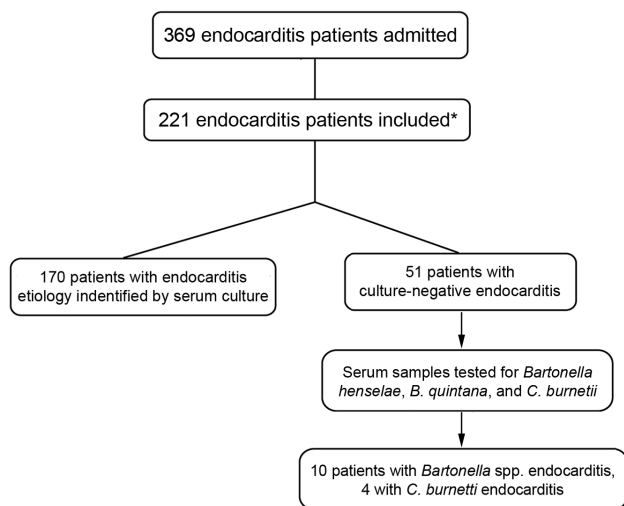 369 endocarditis patients admitted
221 endocarditis patients included*
170 patients with endocarditis
etiology indentified by serum culture
51 patients with
culture-negative endocarditis
Serum samples tested for Bartonella
henselae, B. quintana, and C. burnetii
10 patients with Bartonella spp. endocarditis,
4 with C. burnetti endocarditis